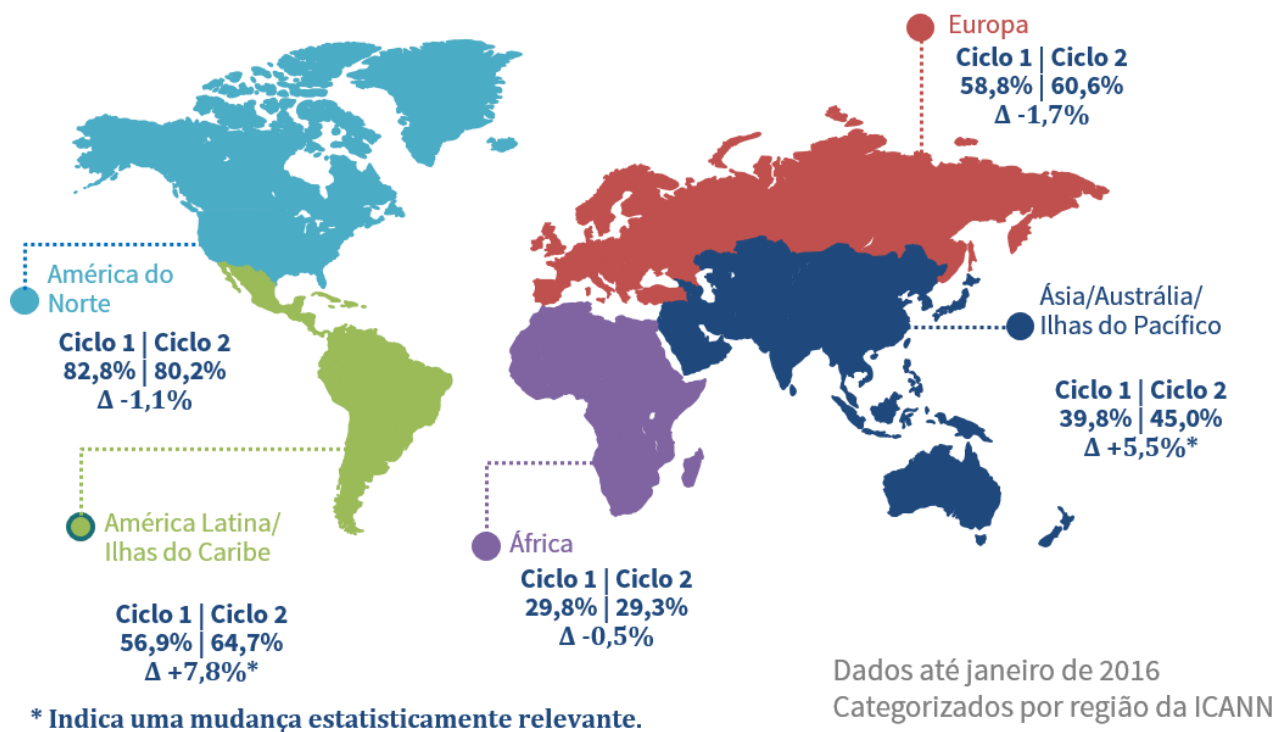 Europa
Ciclo 1 | Ciclo 2
58,8% | 60,6%
Δ -1,7%
América do
Norte
Ciclo 1 | Ciclo 2
82,8% | 80,2%
Δ -1,1%
Ásia/Austrália/
Ilhas do Pacífico
Ciclo 1 | Ciclo 2
39,8% | 45,0%
Δ +5,5%*
América Latina/
Ilhas do Caribe
Ciclo 1 | Ciclo 2
56,9% | 64,7%
Δ +7,8%*
África
Ciclo 1 | Ciclo 2
29,8% | 29,3%
Δ -0,5%
Dados até janeiro de 2016
Categorizados por região da ICANN
* Indica uma mudança estatisticamente relevante.